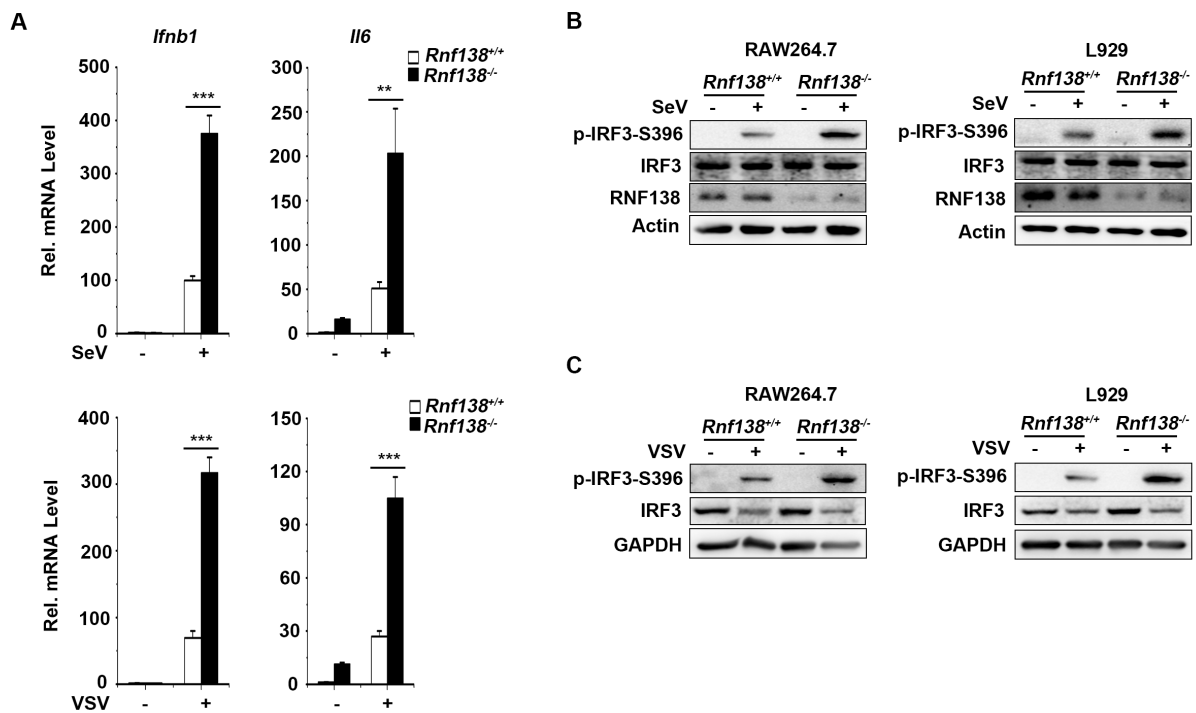 A
Ifnb1
Il6
Rnf138+/+
Rnf138-/-
Rel. mRNA Level
500
400
300
200
100
0
300
250
200
150
100
50
0
***
**
SeV - +
- +
Rnf138+/+
Rnf138-/-
Rel. mRNA Level
400
300
200
100
0
150
120
90
60
30
0
***
***
VSV - +
- +
B
RAW264.7
Rnf138+/+ Rnf138-/-
SeV - + - +
p-IRF3-S396
IRF3
RNF138
Actin
L929
Rnf138+/+ Rnf138-/-
SeV - + - +
p-IRF3-S396
IRF3
RNF138
Actin
C
RAW264.7
Rnf138+/+ Rnf138-/-
VSV - + - +
p-IRF3-S396
IRF3
GAPDH
L929
Rnf138+/+ Rnf138-/-
VSV - + - +
p-IRF3-S396
IRF3
GAPDH